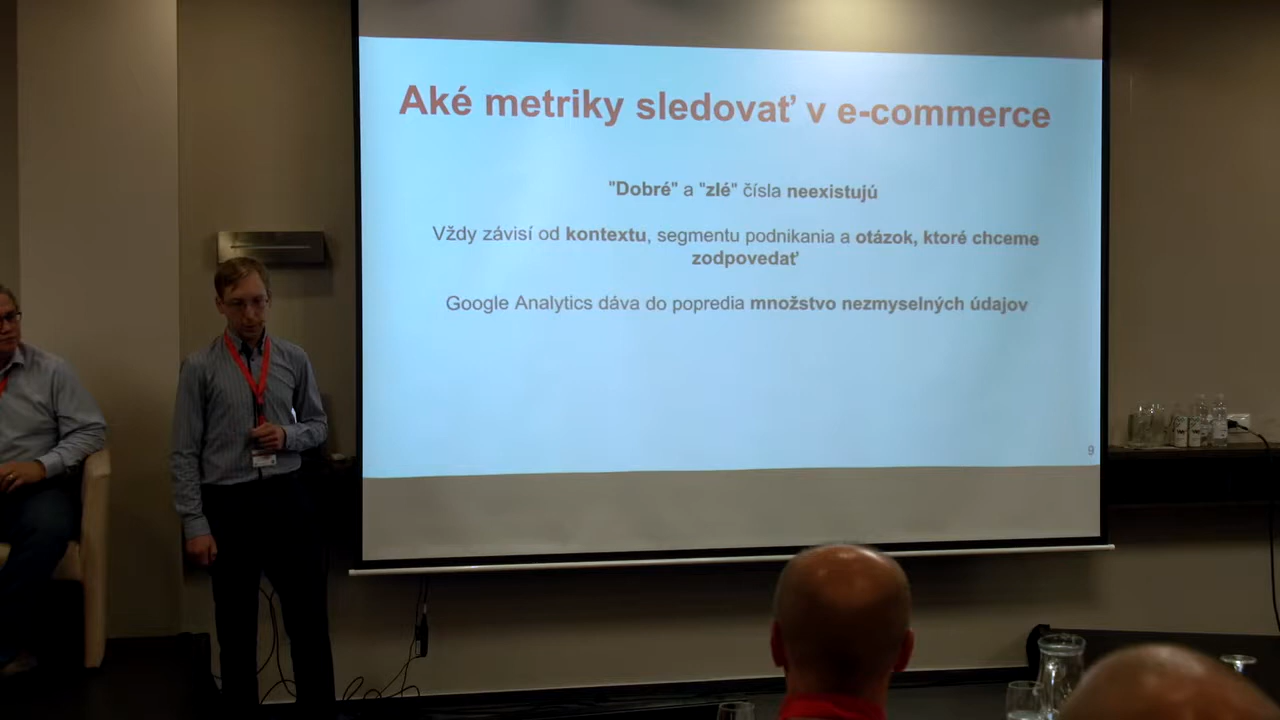 Aké metriky sledovať v e-commerce
"Dobré" a "zlé" čísla neexistujú
Vždy závisí od kontextu, segmentu podnikania a otázok, ktoré chceme
zodpovedať
Google Analytics dáva do popredia množstvo nezmyselných údajov
9